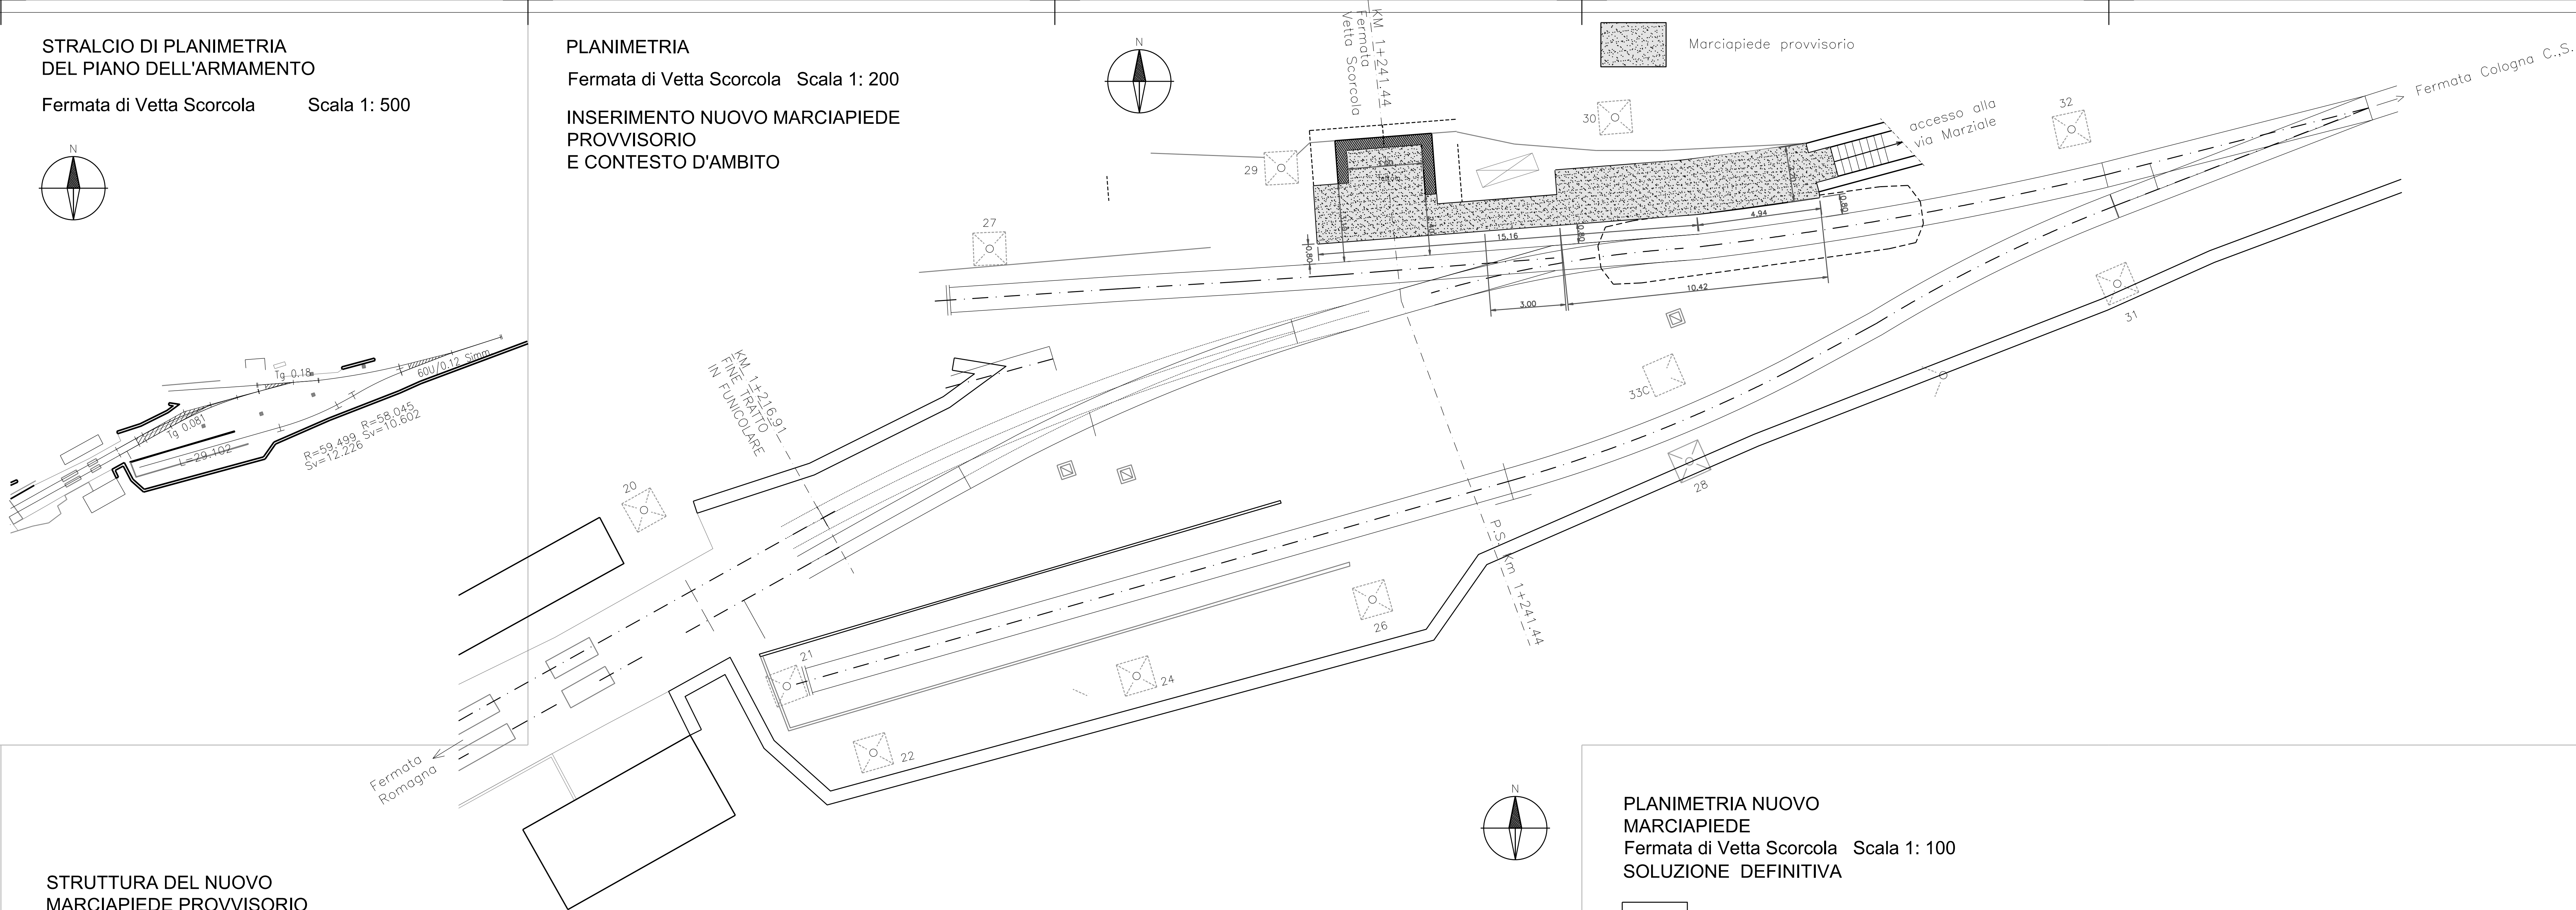 STRALCIO DI PLANIMETRIA
DEL PIANO DELL'ARMAMENTO
Fermata di Vetta Scorcola Scala 1: 500
N
Tg 0.18
60U/0.12 Simm
Tg 0.081
L=29.102
R=58.045
Sv=10.602
R=59.499
Sv=12.226
PLANIMETRIA
Fermata di Vetta Scorcola Scala 1: 200
INSERIMENTO NUOVO MARCIAPIEDE
PROVVISORIO
E CONTESTO D'AMBITO
N
KM 1+241.44
Fermata
Vetta Scorcola
Marciapiede provvisorio
Fermata Cologna C.,S.
accesso alla
via Marziale
32
30
29
27
4.94
0.80
0.80
15.16
0.80
10.42
3.00
31
33C
28
KM 1+216.91
FINE TRATTO
IN FUNICOLARE
20
P.S. Km 1+241.44
26
21
24
22
Fermata
Romagna
N
PLANIMETRIA NUOVO
MARCIAPIEDE
Fermata di Vetta Scorcola Scala 1: 100
SOLUZIONE DEFINITIVA
STRUTTURA DEL NUOVO
MARCIAPIEDE PROVVISORIO